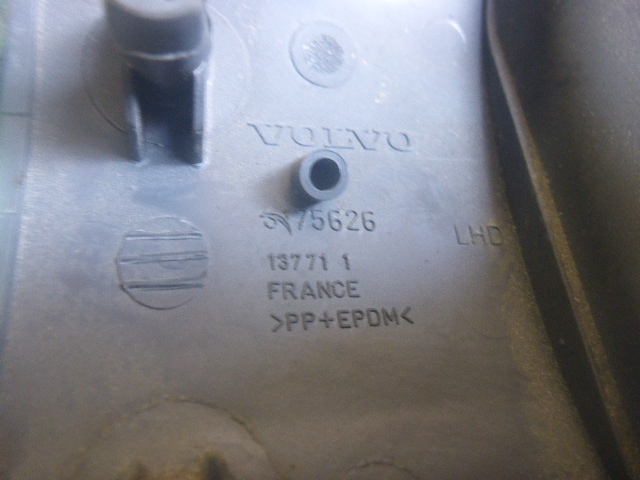 VOLVO
75626
LHD
13771 1
FRANCE
>PP+EPDM<